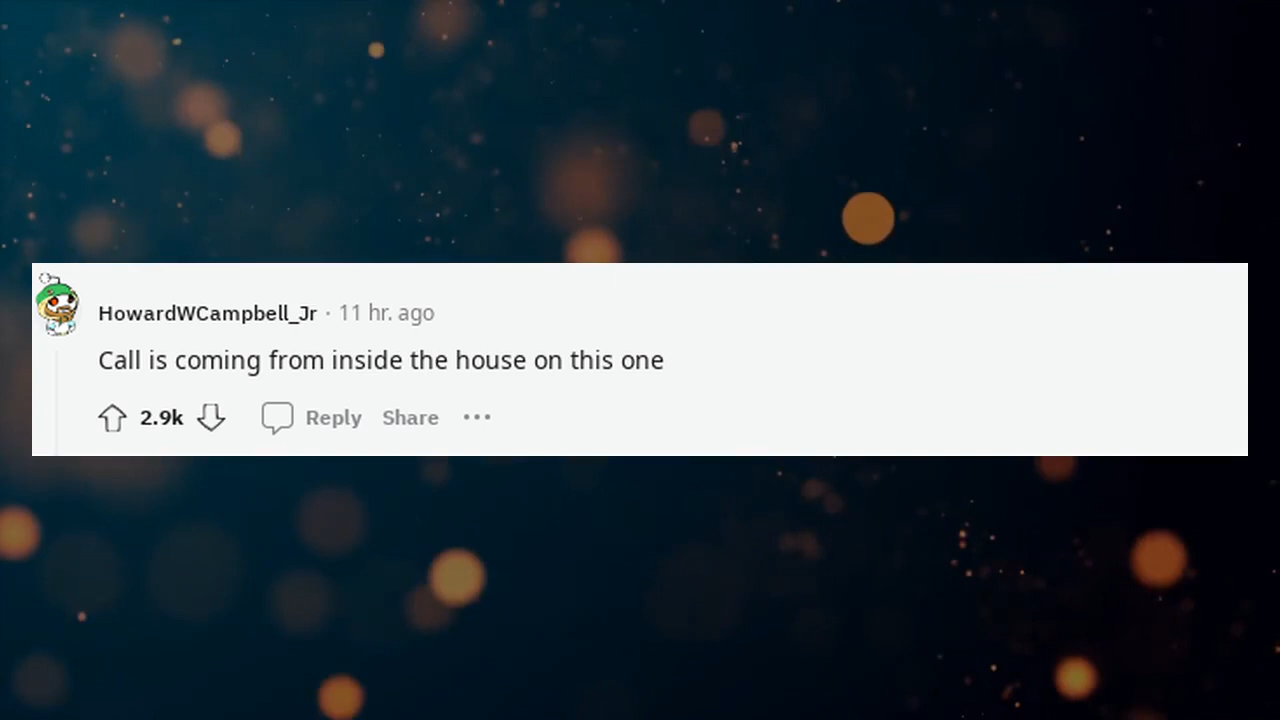 HowardWCampbell_Jr · 11 hr. ago
Call is coming from inside the house on this one
2.9k Reply Share ···